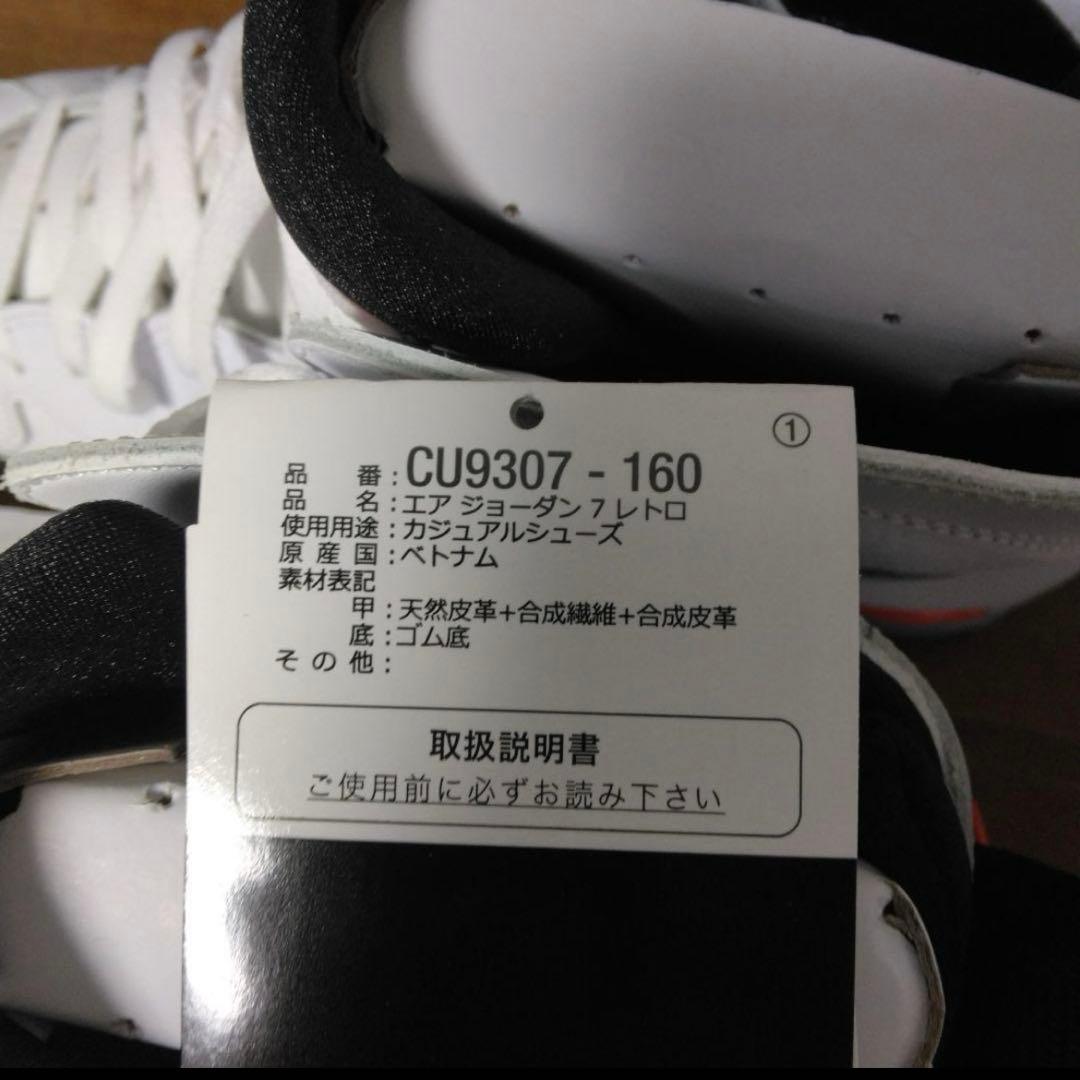 ①
品 番:CU9307 - 160
品 名:エア ジョーダン 7 レトロ
使用用途:カジュアルシューズ
原 産 国:ベトナム
素材表記
甲:天然皮革+合成繊維+合成皮革
底:ゴム底
そ の 他:
取扱説明書
ご使用前に必ずお読み下さい